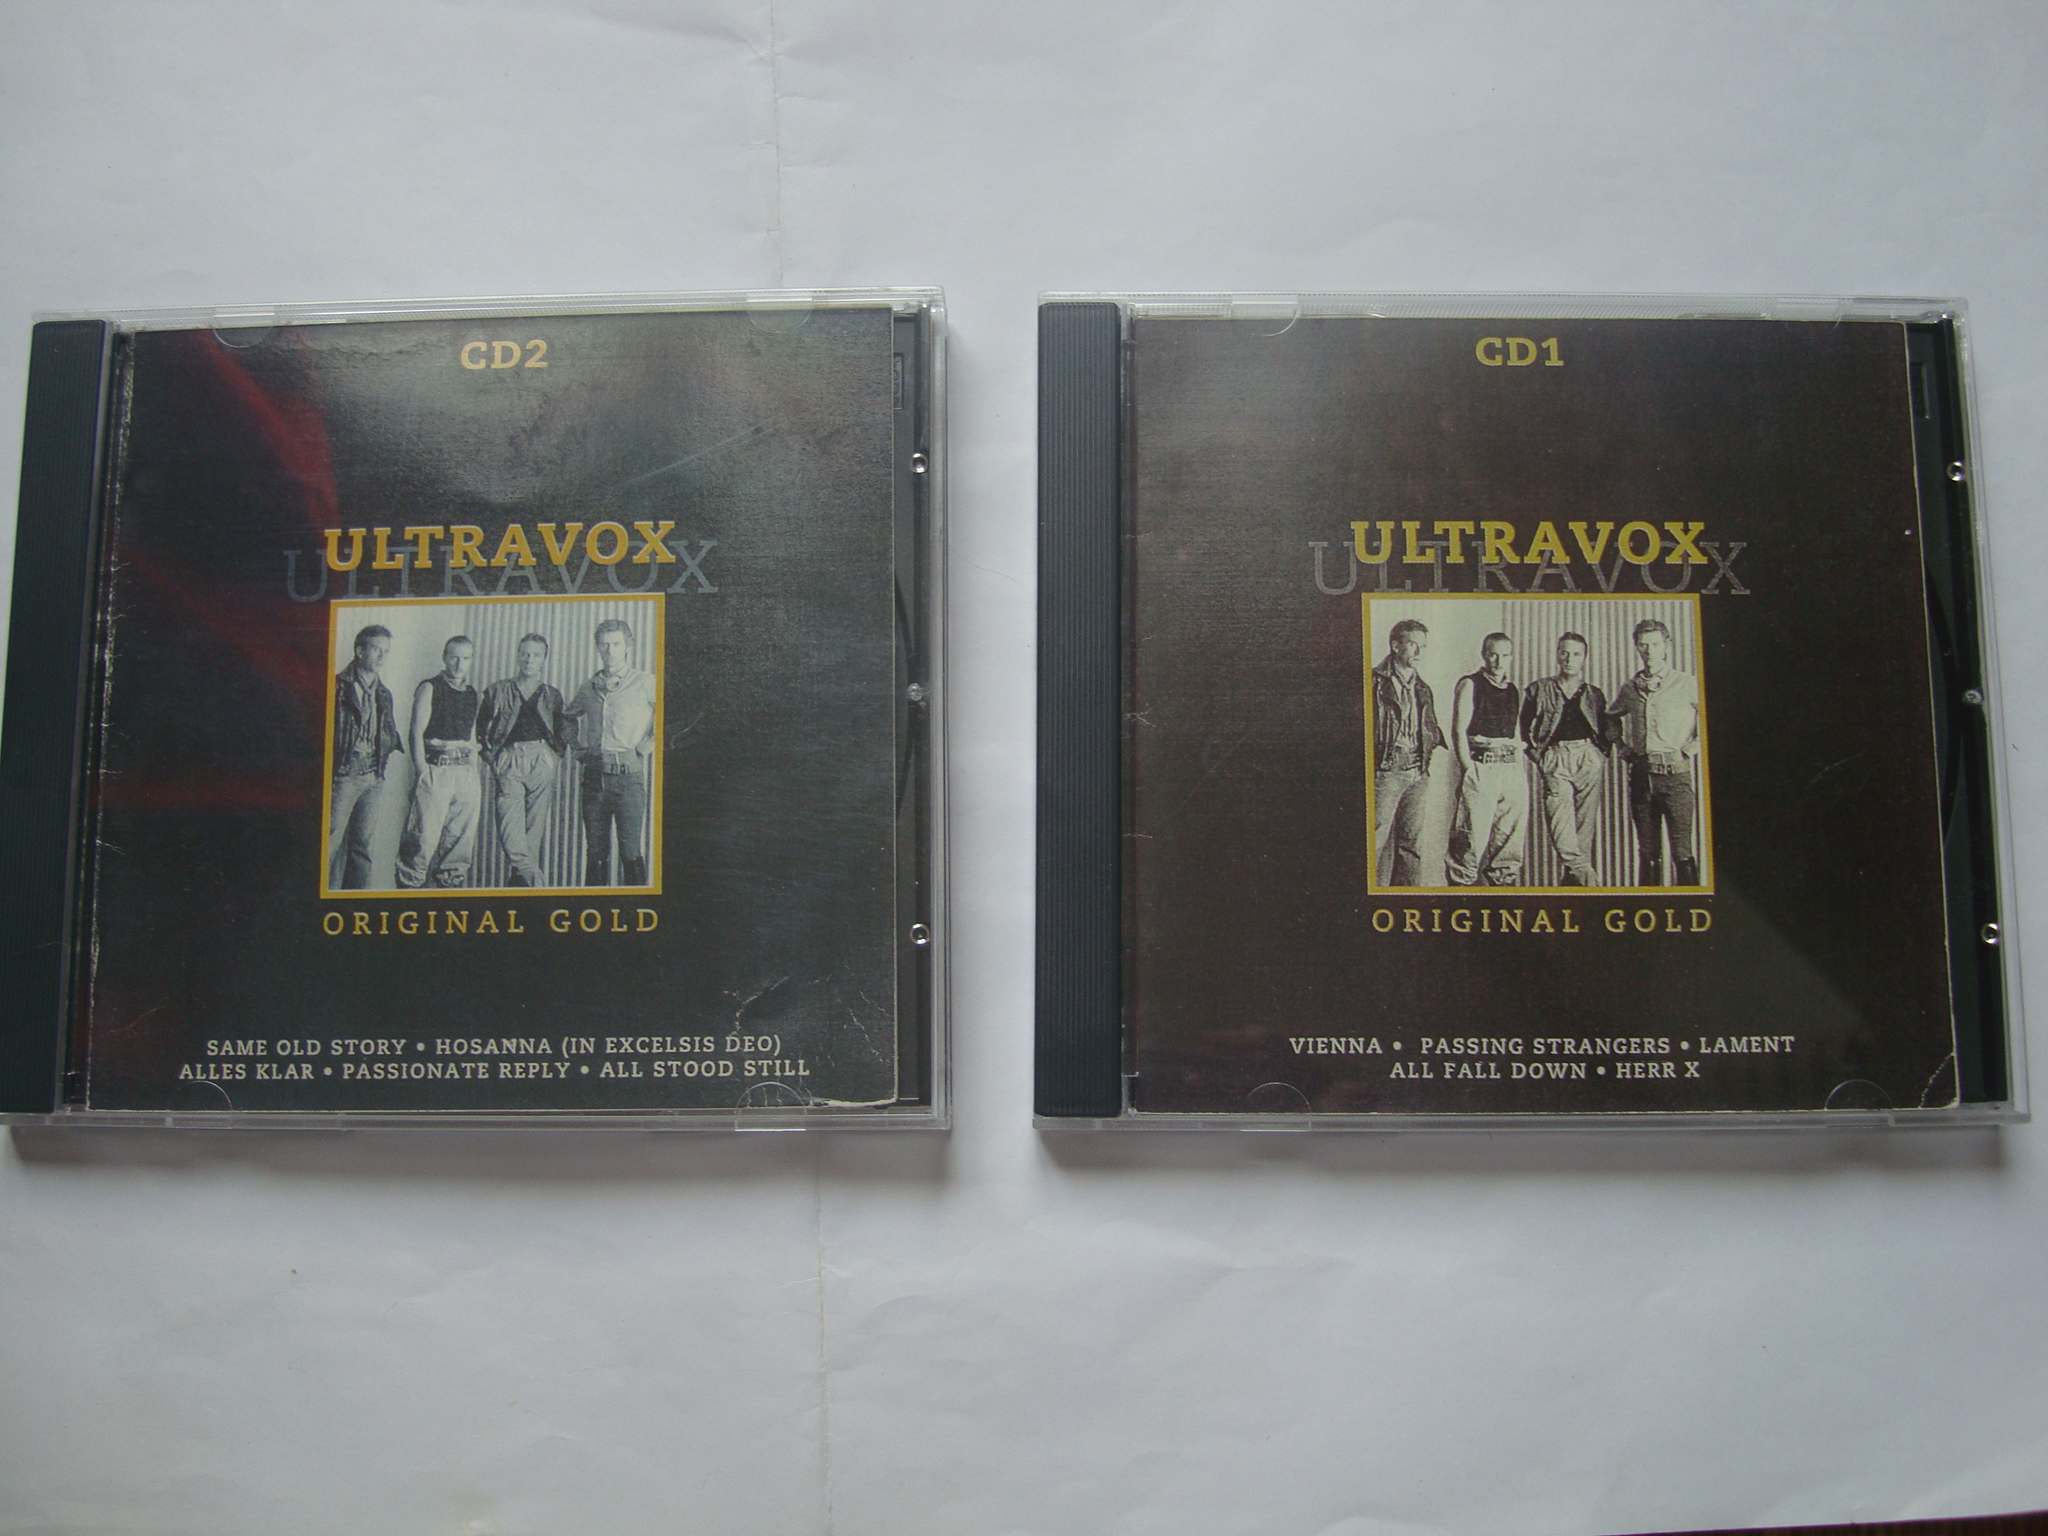 CD2
ULTRAVOX
ULTRAVOX
ORIGINAL GOLD
SAME OLD STORY • HOSANNA (IN EXCELSIS DEO)
ALLES KLAR • PASSIONATE REPLY • ALL STOOD STILL
CD1
ULTRAVOX
ULTRAVOX
ORIGINAL GOLD
VIENNA • PASSING STRANGERS • LAMENT
ALL FALL DOWN • HERR X